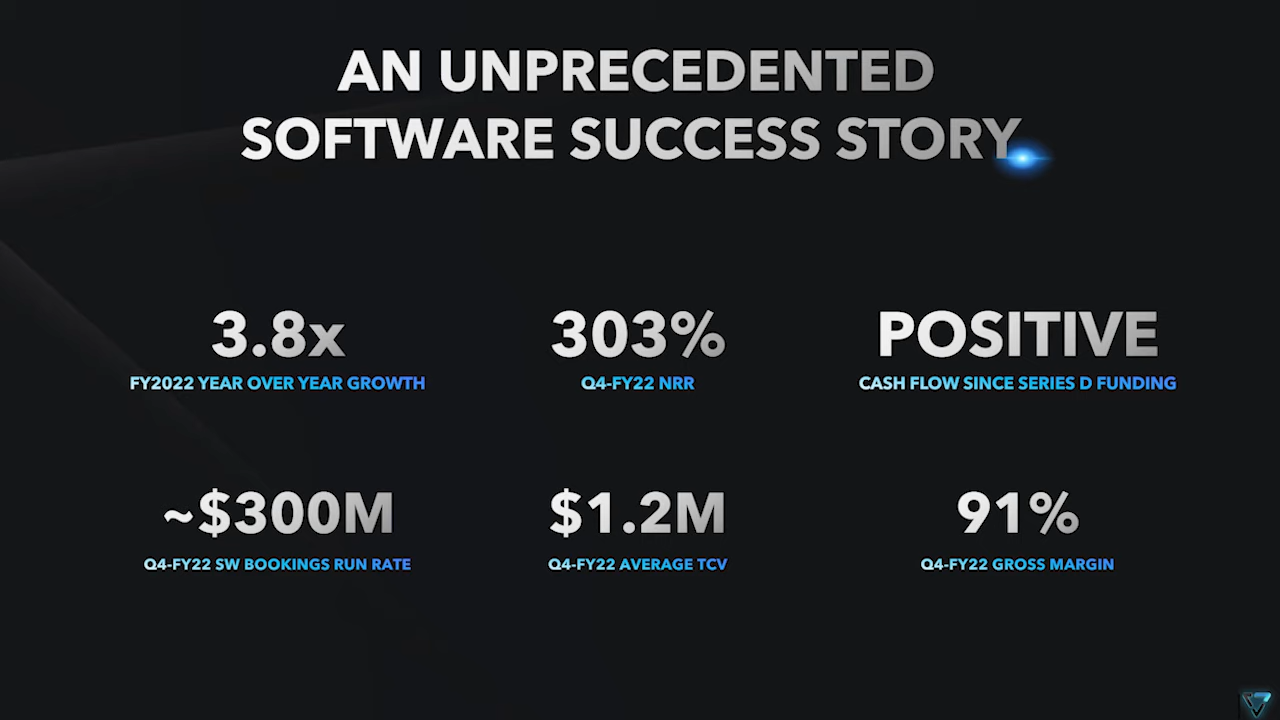 AN UNPRECEDENTED
SOFTWARE SUCCESS STORY
3.8x
FY2022 YEAR OVER YEAR GROWTH
303%
Q4-FY22 NRR
POSITIVE
CASH FLOW SINCE SERIES D FUNDING
~$300M
Q4-FY22 SW BOOKINGS RUN RATE
$1.2M
Q4-FY22 AVERAGE TCV
91%
Q4-FY22 GROSS MARGIN